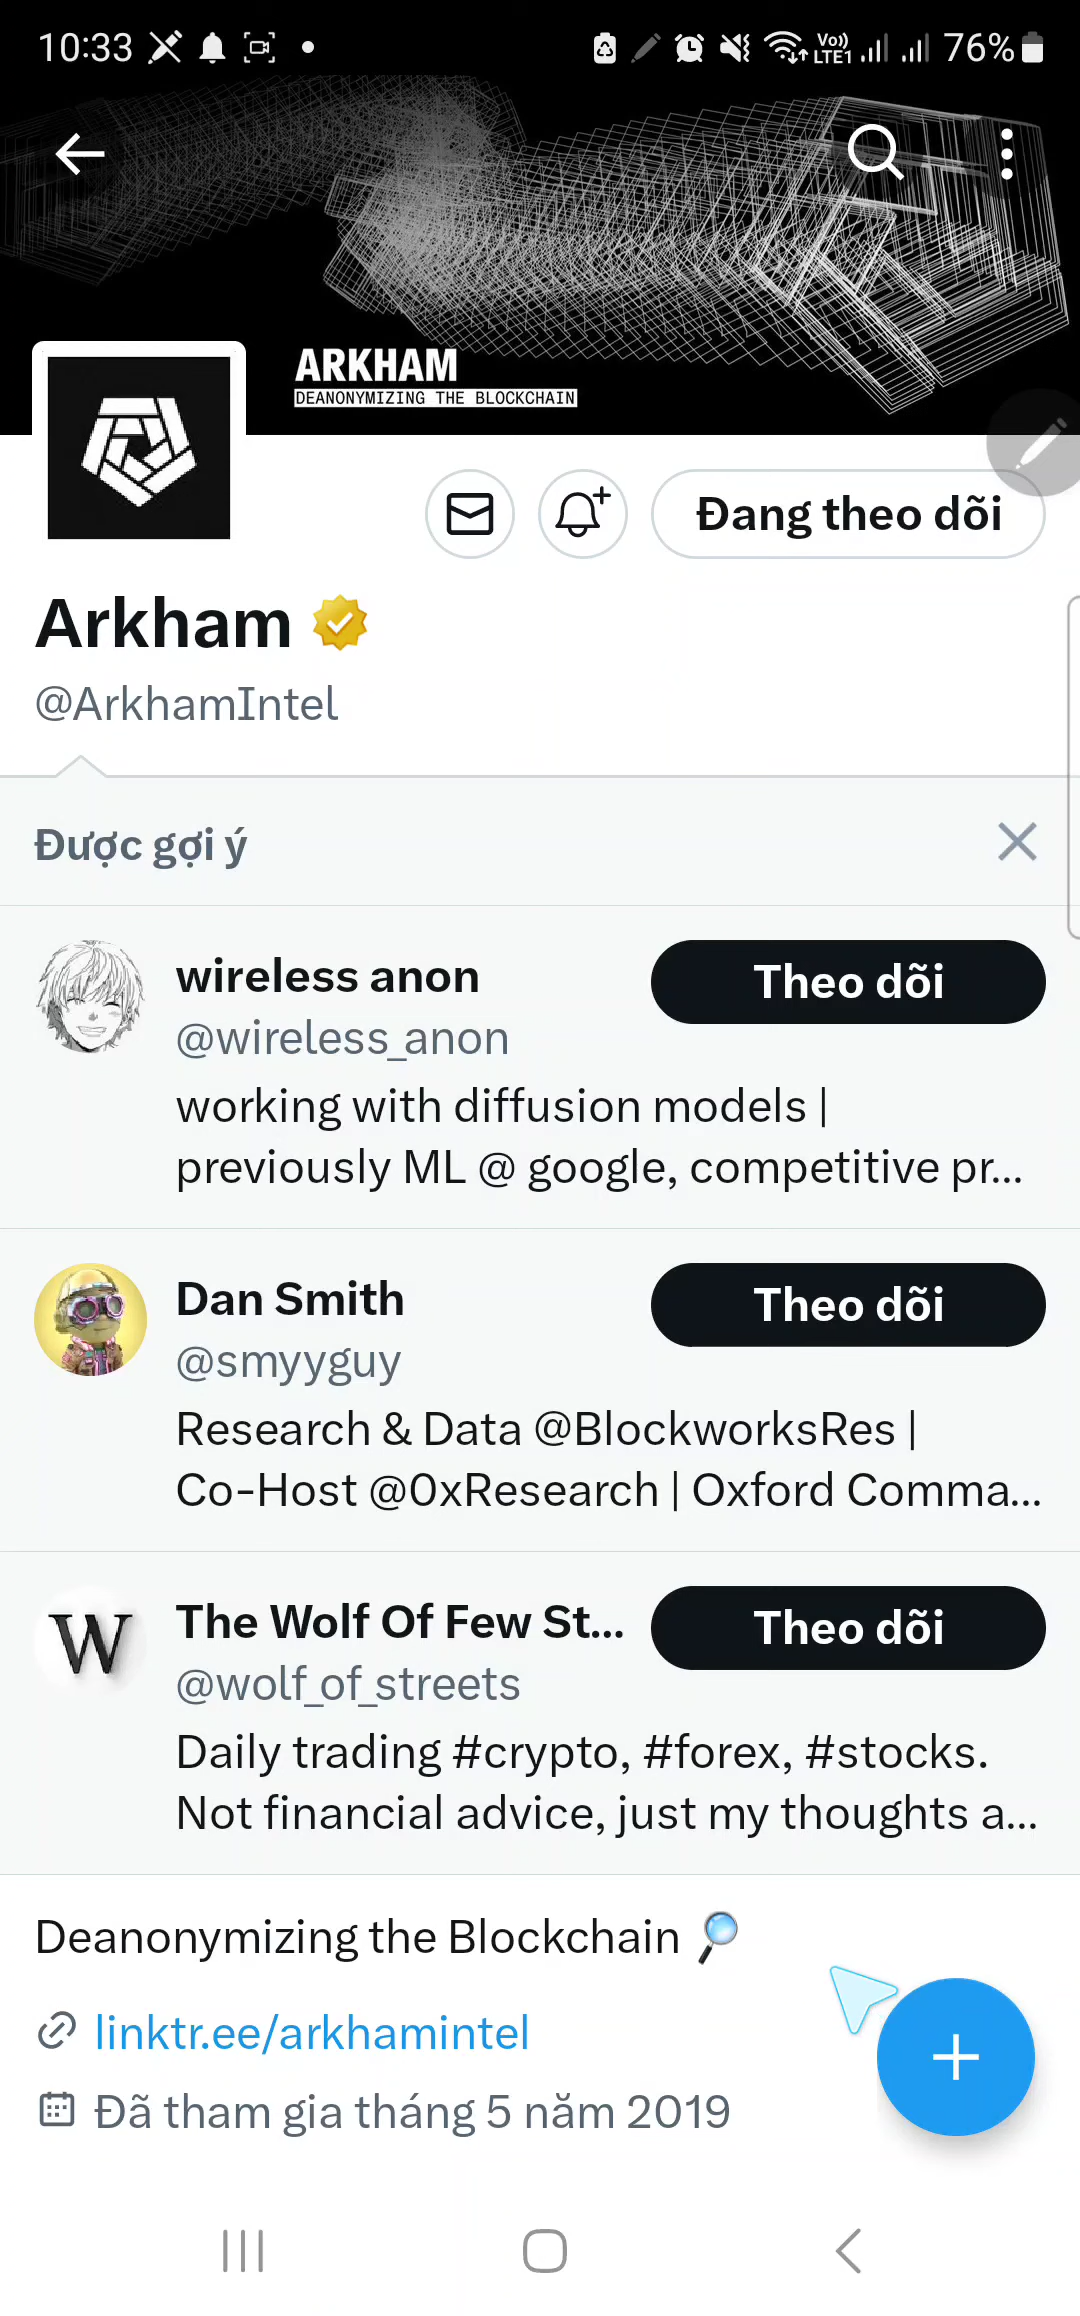 10:33
Vo))
LTE1
76%
ARKHAM
DEANONYMIZING THE BLOCKCHAIN
Đang theo dõi
Arkham
@ArkhamIntel
Được gợi ý
wireless anon
Theo dõi
@wireless_anon
working with diffusion models |
previously ML @ google, competitive pr...
Dan Smith
Theo dõi
@smyyguy
Research & Data @BlockworksRes |
Co-Host @0xResearch | Oxford Comma...
W
The Wolf Of Few St...
Theo dõi
@wolf_of_streets
Daily trading #crypto, #forex, #stocks.
Not financial advice, just my thoughts a...
Deanonymizing the Blockchain
linktr.ee/arkhamintel
Đã tham gia tháng 5 năm 2019